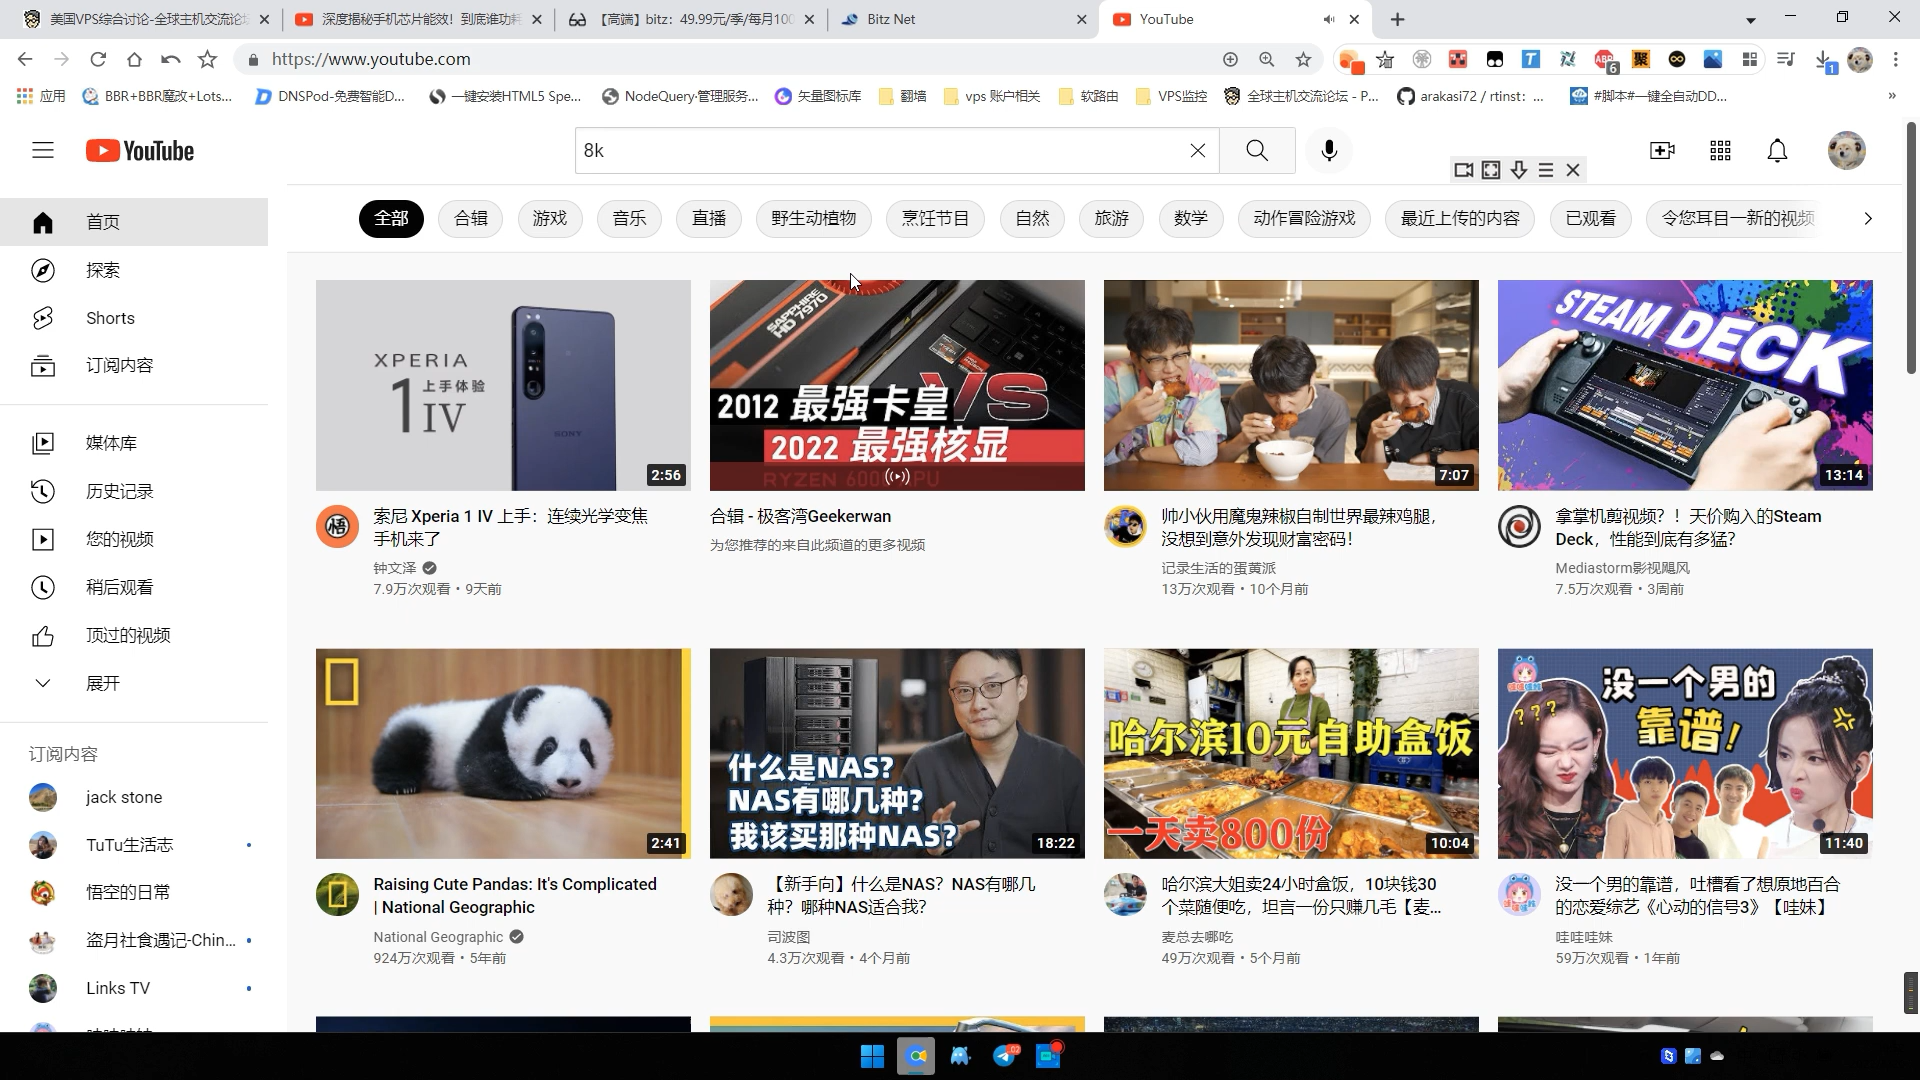 美国VPS综合讨论-全球主机交流论坛
深度揭秘手机芯片能效！到底谁功耗
【高端】bitz：49.99元/季/每月100
Bitz Net
YouTube
https://www.youtube.com
6
1
应用
BBR+BBR魔改+Lots...
DNSPod-免费智能D...
一键安装HTML5 Spe...
NodeQuery·管理服务...
矢量图标库
翻墙
vps 账户相关
软路由
VPS监控
全球主机交流论坛 - P...
arakasi72 / rtinst: ...
#脚本#一键全自动DD...
»
YouTube
8k
首页
探索
Shorts
订阅内容
媒体库
历史记录
您的视频
稍后观看
顶过的视频
展开
订阅内容
jack stone
TuTu生活志
悟空的日常
盗月社食遇记-Chin...
Links TV
全部
合辑
游戏
音乐
直播
野生动植物
烹饪节目
自然
旅游
数学
动作冒险游戏
最近上传的内容
已观看
令您耳目一新的视频
XPERIA
1 上手体验
IV
SONY
2:56
悟
索尼 Xperia 1 IV 上手：连续光学变焦
手机来了
钟文泽
7.9万次观看 • 9天前
SAPPHIRE
HD 7970
2012 最强卡皇 VS
2022 最强核显
RYZEN 6000 APU
合辑 - 极客湾Geekerwan
为您推荐的来自此频道的更多视频
7:07
帅小伙用魔鬼辣椒自制世界最辣鸡腿，
没想到意外发现财富密码！
记录生活的蛋黄派
13万次观看 • 10个月前
STEAM DECK
13:14
拿掌机剪视频？！天价购入的Steam
Deck，性能到底有多猛？
Mediastorm影视飓风
7.5万次观看 • 3周前
2:41
Raising Cute Pandas: It's Complicated
| National Geographic
National Geographic
924万次观看 • 5年前
什么是NAS?
NAS有哪几种?
我该买那种NAS?
18:22
【新手向】什么是NAS？NAS有哪几
种？哪种NAS适合我？
司波图
4.3万次观看 • 4个月前
哈尔滨10元自助盒饭
一天卖800份
10:04
哈尔滨大姐卖24小时盒饭，10块钱30
个菜随便吃，坦言一份只赚几毛【麦...
麦总去哪吃
49万次观看 • 5个月前
没一个男的
靠谱！
???
11:40
没一个男的靠谱，吐槽看了想原地百合
的恋爱综艺《心动的信号3》【哇妹】
哇哇哇妹
59万次观看 • 1年前